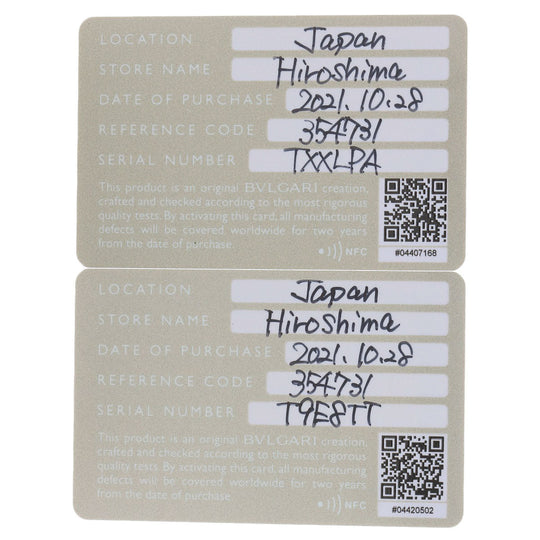 LOCATION Japan
STORE NAME Hiroshima
DATE OF PURCHASE 2021.10.28
REFERENCE CODE 354731
SERIAL NUMBER TXXLPA
This product is an original BVLGARI creation,
crafted and checked according to the most rigorous
quality tests. By activating this card, all manufacturing
defects will be covered worldwide for two years
from the date of purchase.
NFC
#04407168
LOCATION Japan
STORE NAME Hiroshima
DATE OF PURCHASE 2021.10.28
REFERENCE CODE 354731
SERIAL NUMBER T9E8TT
This product is an original BVLGARI creation,
crafted and checked according to the most rigorous
quality tests. By activating this card, all manufacturing
defects will be covered worldwide for two years
from the date of purchase.
NFC
#04420502